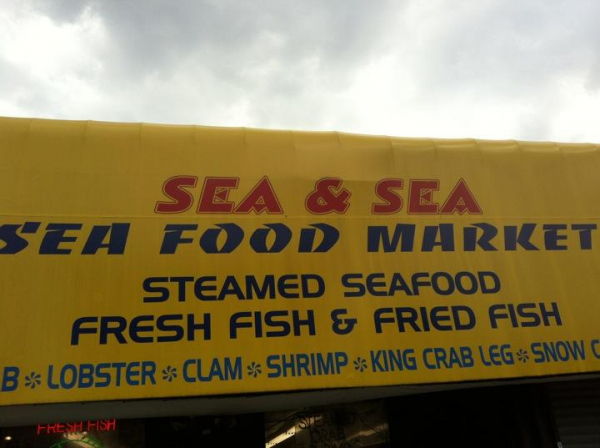 SEA & SEA
SEA FOOD MARKET
STEAMED SEAFOOD
FRESH FISH & FRIED FISH
B * LOBSTER * CLAM * SHRIMP * KING CRAB LEG * SNOW C
FRESH FISH